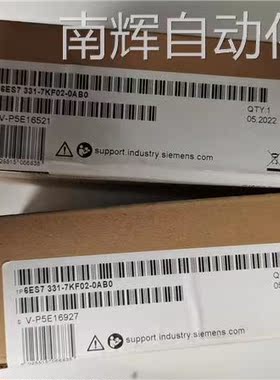 南辉自动化
6ES7 331-7KF02-0AB0
QTY:1
05.2022
V-P5E16521
support.industry.siemens.com
1P 6ES7 331-7KF02-0AB0
S V-P5E16927
support.industry.siemens.com